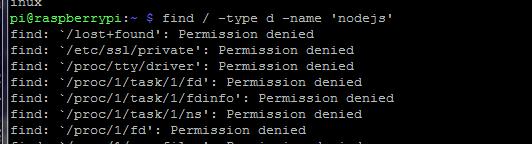 inux
pi@raspberrypi:~ $ find / -type d -name 'nodejs'
find: `/lost+found': Permission denied
find: `/etc/ssl/private': Permission denied
find: `/proc/tty/driver': Permission denied
find: `/proc/1/task/1/fd': Permission denied
find: `/proc/1/task/1/fdinfo': Permission denied
find: `/proc/1/task/1/ns': Permission denied
find: `/proc/1/fd': Permission denied